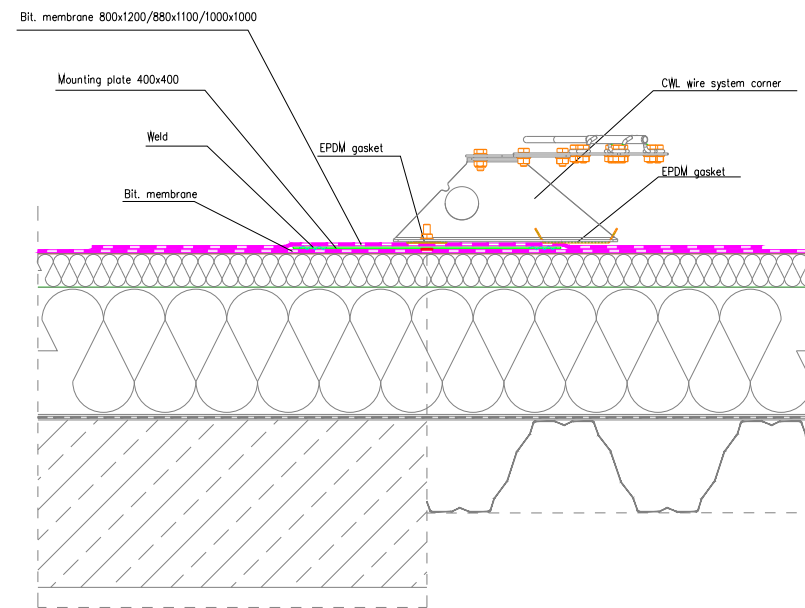 Bit. membrane 800x1200/880x1100/1000x1000
Mounting plate 400x400
CWL wire system corner
Weld
EPDM gasket
EPDM gasket
Bit. membrane